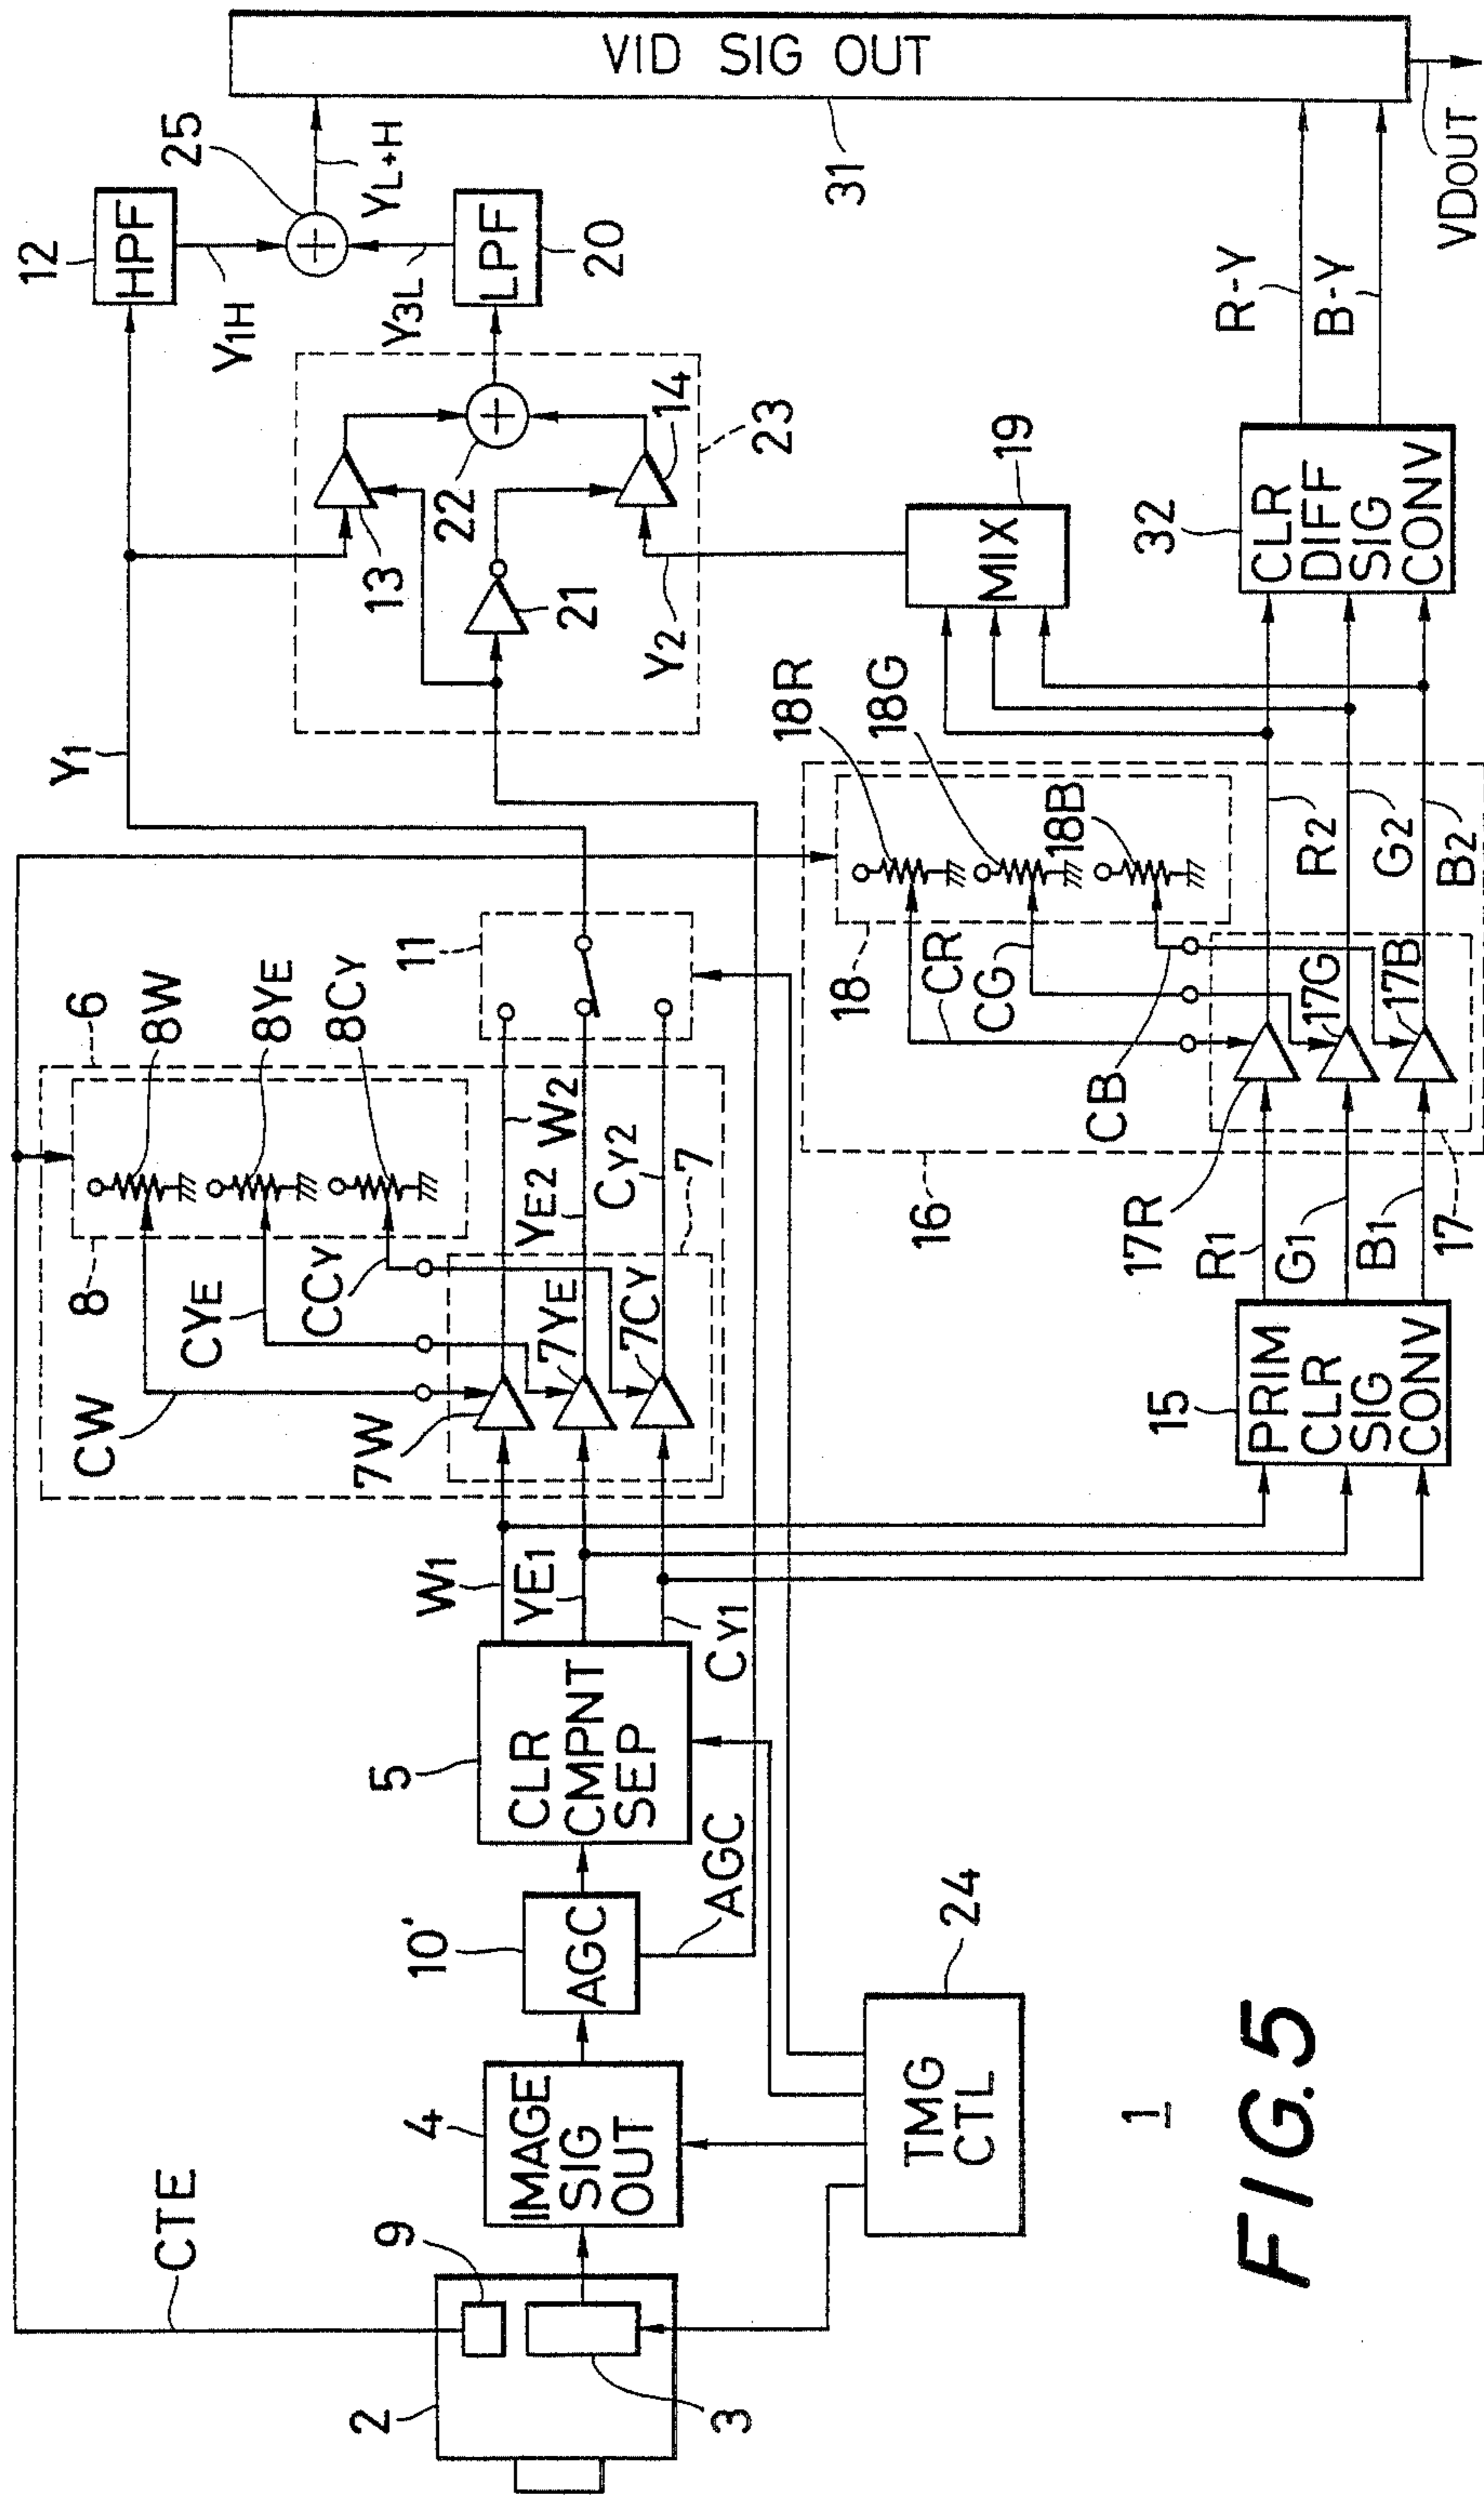 CTE
2
9
3
4
IMAGE
SIG
OUT
10'
AGC
AGC
5
CLR
CMPNT
SEP
TMG
CTL
24
W1
YE1
CY1
6
8
8W
8YE
8CY
CW
CYE
CCY
7W
7YE
7CY
7
W2
YE2
CY2
11
Y1
12
HPF
Y1H
25
YL+H
Y3L
LPF
20
13
22
14
21
23
Y2
MIX
19
15
PRIM
CLR
SIG
CONV
R1
G1
B1
16
17
17R
17G
17B
18
18R
18G
18B
CR
CG
CB
R2
G2
B2
32
CLR
DIFF
SIG
CONV
R-Y
B-Y
VID SIG OUT
31
VDOUT
1
FIG.5